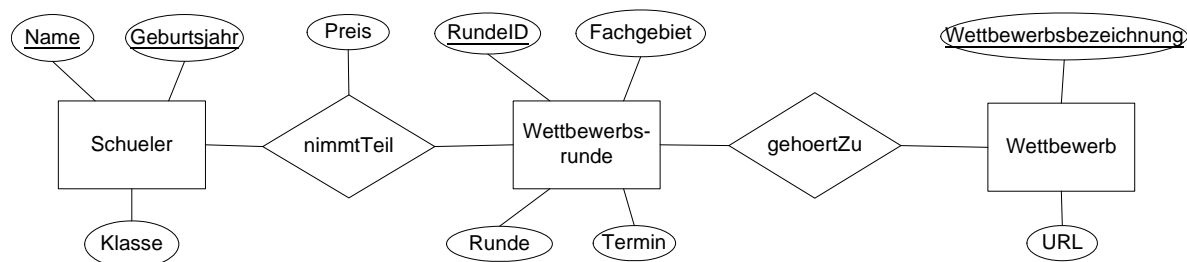 Name
Geburtsjahr
Preis
RundeID
Fachgebiet
Wettbewerbsbezeichnung
Schueler
nimmtTeil
Wettbewerbs-
runde
gehoertZu
Wettbewerb
Klasse
Runde
Termin
URL